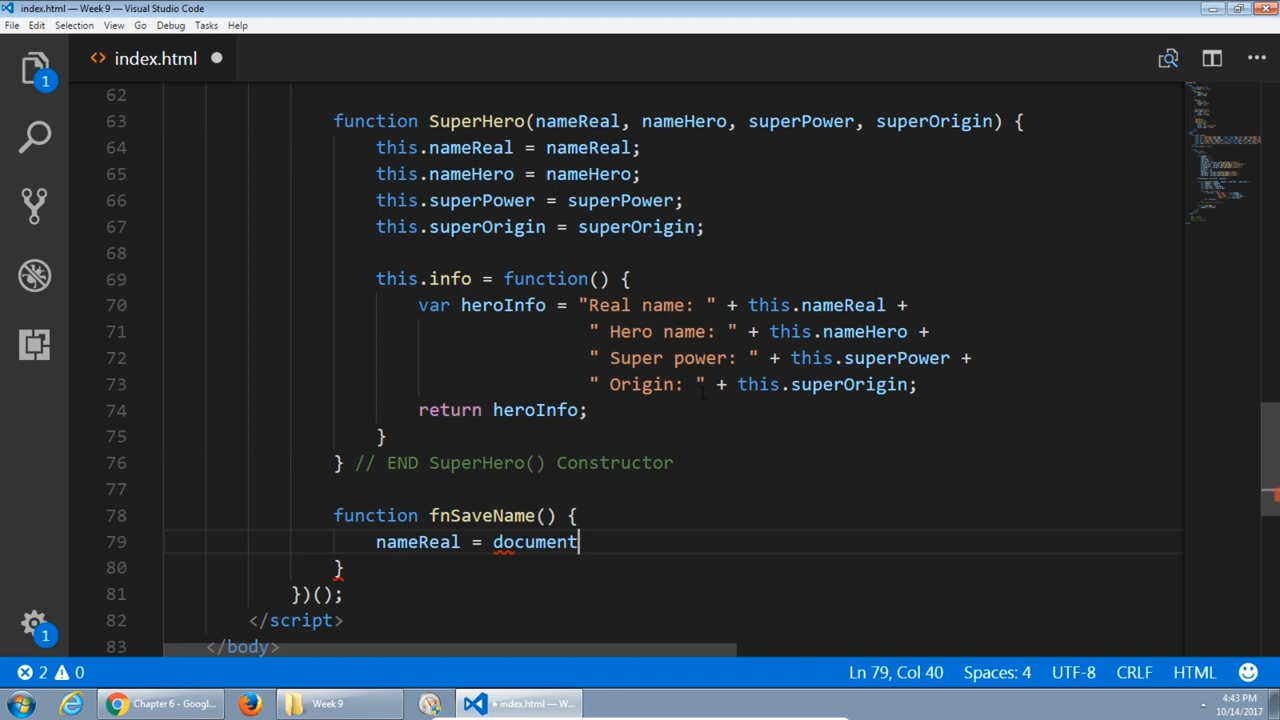 index.html — Week 9 — Visual Studio Code
File Edit Selection View Go Debug Tasks Help
index.html
62
63 function SuperHero(nameReal, nameHero, superPower, superOrigin) {
64 this.nameReal = nameReal;
65 this.nameHero = nameHero;
66 this.superPower = superPower;
67 this.superOrigin = superOrigin;
68
69 this.info = function() {
70 var heroInfo = "Real name: " + this.nameReal +
71 " Hero name: " + this.nameHero +
72 " Super power: " + this.superPower +
73 " Origin: " + this.superOrigin;
74 return heroInfo;
75 }
76 } // END SuperHero() Constructor
77
78 function fnSaveName() {
79 nameReal = document
80 }
81 })();
82 </script>
83 </body>
1
1
2 0 Ln 79, Col 40 Spaces: 4 UTF-8 CRLF HTML
Chapter 6 - Googl... Week 9 index.html — W... 4:43 PM
10/14/2017